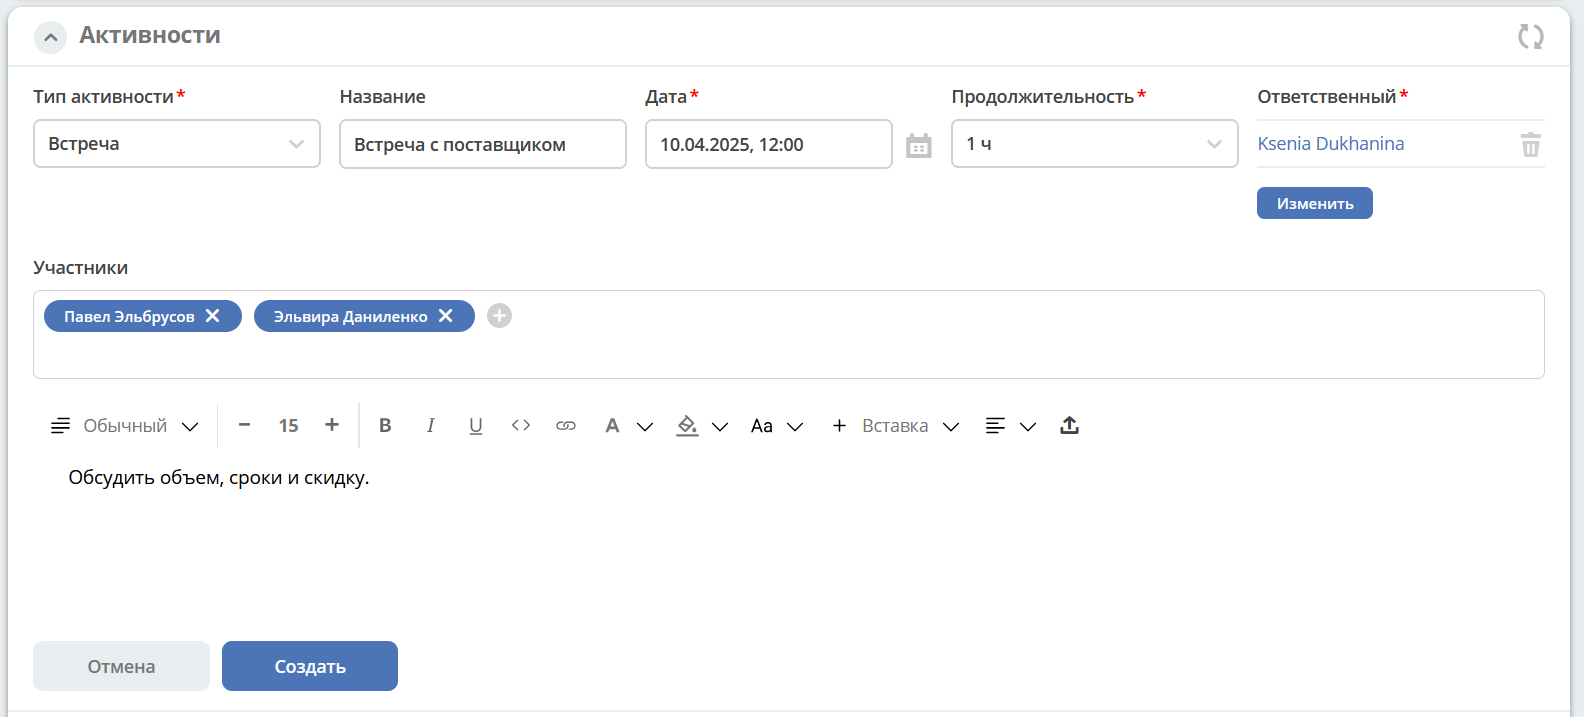 Активности
Тип активности* Название Дата* Продолжительность* Ответственный*
Встреча Встреча с поставщиком 10.04.2025, 12:00 1 ч Ksenia Dukhanina
Изменить
Участники
Павел Эльбрусов Эльвира Даниленко
Обычный − 15 + B I U <> A Aa + Вставка
Обсудить объем, сроки и скидку.
Отмена Создать